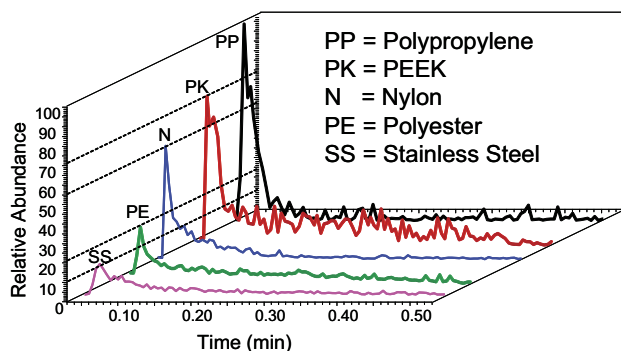 PP
PP = Polypropylene
PK = PEEK
N = Nylon
PE = Polyester
SS = Stainless Steel
PK
N
PE
SS
Relative Abundance
100
90
80
70
60
50
40
30
20
10
0
0.10 0.20 0.30 0.40 0.50
Time (min)